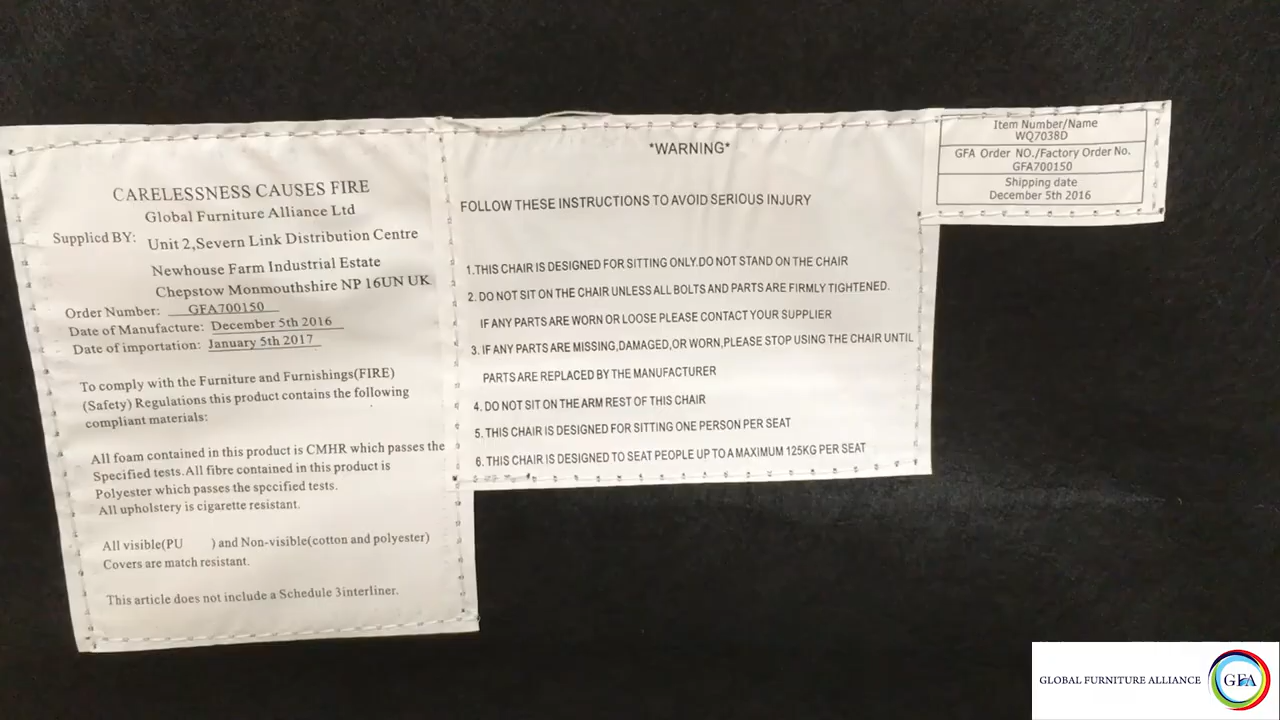 CARELESSNESS CAUSES FIRE
Global Furniture Alliance Ltd
Supplied BY: Unit 2,Severn Link Distribution Centre
Newhouse Farm Industrial Estate
Chepstow Monmouthshire NP 16UN UK
Order Number: GFA700150
Date of Manufacture: December 5th 2016
Date of importation: January 5th 2017
To comply with the Furniture and Furnishings(FIRE)
(Safety) Regulations this product contains the following
compliant materials:
All foam contained in this product is CMHR which passes the
Specified tests.All fibre contained in this product is
Polyester which passes the specified tests.
All upholstery is cigarette resistant.
All visible(PU ) and Non-visible(cotton and polyester)
Covers are match resistant.
This article does not include a Schedule 3interliner.
*WARNING*
FOLLOW THESE INSTRUCTIONS TO AVOID SERIOUS INJURY
1.THIS CHAIR IS DESIGNED FOR SITTING ONLY.DO NOT STAND ON THE CHAIR
2. DO NOT SIT ON THE CHAIR UNLESS ALL BOLTS AND PARTS ARE FIRMLY TIGHTENED.
IF ANY PARTS ARE WORN OR LOOSE PLEASE CONTACT YOUR SUPPLIER
3. IF ANY PARTS ARE MISSING,DAMAGED,OR WORN,PLEASE STOP USING THE CHAIR UNTIL
PARTS ARE REPLACED BY THE MANUFACTURER
4. DO NOT SIT ON THE ARM REST OF THIS CHAIR
5. THIS CHAIR IS DESIGNED FOR SITTING ONE PERSON PER SEAT
6. THIS CHAIR IS DESIGNED TO SEAT PEOPLE UP TO A MAXIMUM 125KG PER SEAT
Item Number/Name
WQ7038D
GFA Order NO./Factory Order No.
GFA700150
Shipping date
December 5th 2016
GLOBAL FURNITURE ALLIANCE
GFA